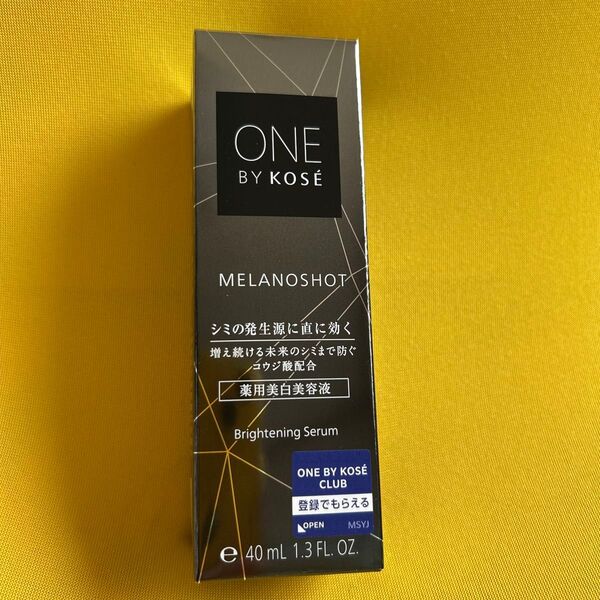 ONE
BY KOSÉ
MELANOSHOT
シミの発生源に直に効く
増え続ける未来のシミまで防ぐ
コウジ酸配合
薬用美白美容液
Brightening Serum
ONE BY KOSÉ
CLUB
登録でもらえる
OPEN MSYJ
℮ 40 mL 1.3 FL. OZ.